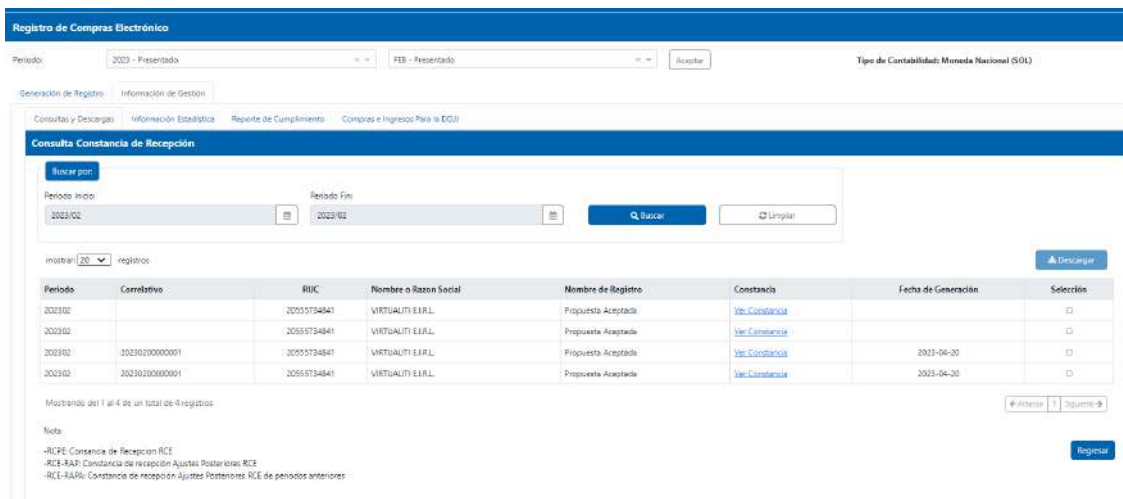 Registro de Compras Electrónico
Periodo: 2023 - Presentado FEB - Presentado Aceptar Tipo de Contabilidad: Moneda Nacional (SOL)
Generación de Registro Información de Gestión
Consultas y Descargas Información Estadística Reporte de Cumplimiento Compras e Ingresos Para la DDJJ
Consulta Constancia de Recepción
Buscar por:
Periodo Inicio: Periodo Fin:
2023/02 2023/02 Buscar Limpiar
mostrar: 20 registros Descargar
Periodo Correlativo RUC Nombre o Razon Social Nombre de Registro Constancia Fecha de Generación Selección
202302 20555734841 VIRTUALITI E.I.R.L. Propuesta Aceptada Ver Constancia
202302 20555734841 VIRTUALITI E.I.R.L. Propuesta Aceptada Ver Constancia
202302 20230200000001 20555734841 VIRTUALITI E.I.R.L. Propuesta Aceptada Ver Constancia 2023-04-20
202302 20230200000001 20555734841 VIRTUALITI E.I.R.L. Propuesta Aceptada Ver Constancia 2023-04-20
Mostrando del 1 al 4 de un total de 4 registros Anterior 1 Siguiente
Nota
-RCPE: Consancia de Recepcion RCE
-RCE-RAP: Constancia de recepción Ajustes Posteriores RCE
-RCE-RAPA: Constancia de recepción Ajustes Posteriores RCE de periodos anteriores
Regresar